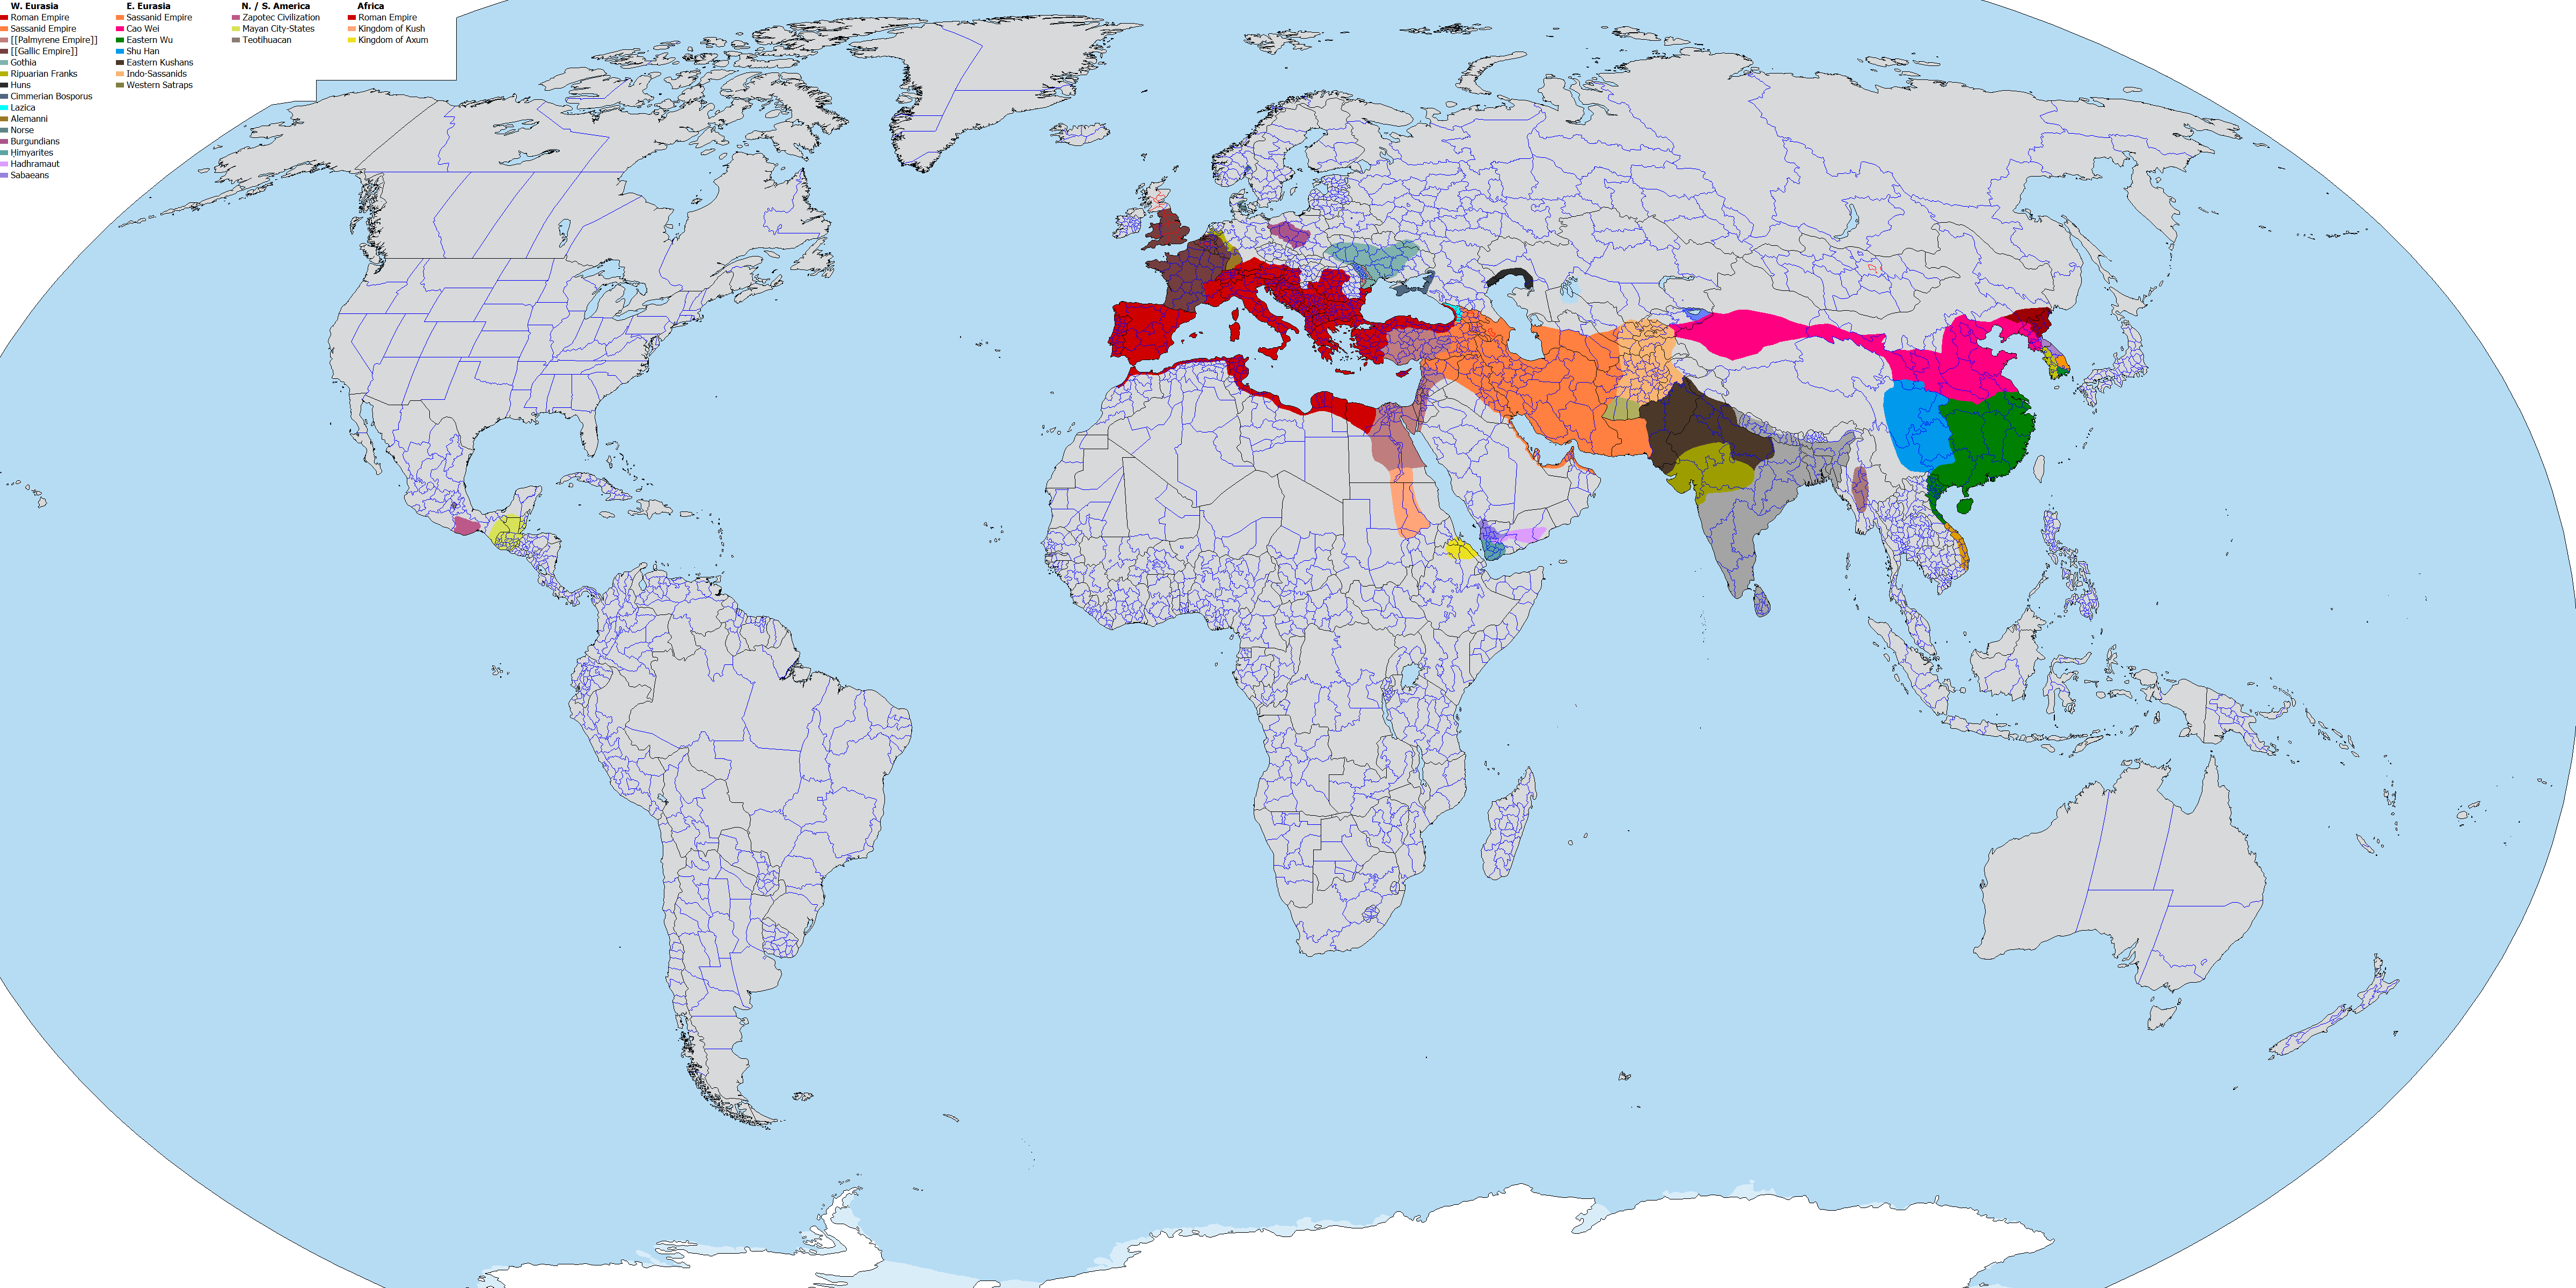 W. Eurasia
Roman Empire
Sassanid Empire
[[Palmyrene Empire]]
[[Gallic Empire]]
Gothia
Ripuarian Franks
Huns
Cimmerian Bosporus
Lazica
Alemanni
Norse
Burgundians
Himyarites
Hadhramaut
Sabaeans
E. Eurasia
Sassanid Empire
Cao Wei
Eastern Wu
Shu Han
Eastern Kushans
Indo-Sassanids
Western Satraps
N. / S. America
Zapotec Civilization
Mayan City-States
Teotihuacan
Africa
Roman Empire
Kingdom of Kush
Kingdom of Axum